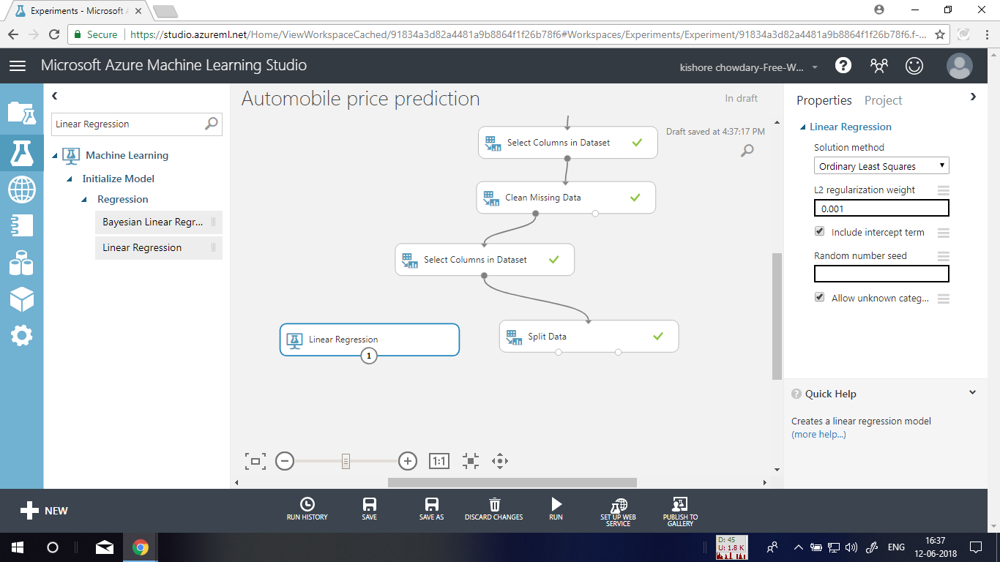 Experiments - Microsoft A
Secure
https://studio.azureml.net/Home/ViewWorkspaceCached/91834a3d82a4481a9b8864f1f26b78f6#Workspaces/Experiments/Experiment/91834a3d82a4481a9b8864f1f26b78f6.f-...
Microsoft Azure Machine Learning Studio
kishore chowdary-Free-W...
?
Linear Regression
Machine Learning
Initialize Model
Regression
Bayesian Linear Regr...
Linear Regression
Automobile price prediction
In draft
Draft saved at 4:37:17 PM
Select Columns in Dataset
Clean Missing Data
Select Columns in Dataset
Linear Regression
1
Split Data
1:1
Properties
Project
Linear Regression
Solution method
Ordinary Least Squares
L2 regularization weight
0.001
Include intercept term
Random number seed
Allow unknown categ...
? Quick Help
Creates a linear regression model
(more help...)
NEW
RUN HISTORY
SAVE
SAVE AS
DISCARD CHANGES
RUN
SET UP WEB
SERVICE
PUBLISH TO
GALLERY
D: 45
U: 1.8 K
ENG
16:37
12-06-2018